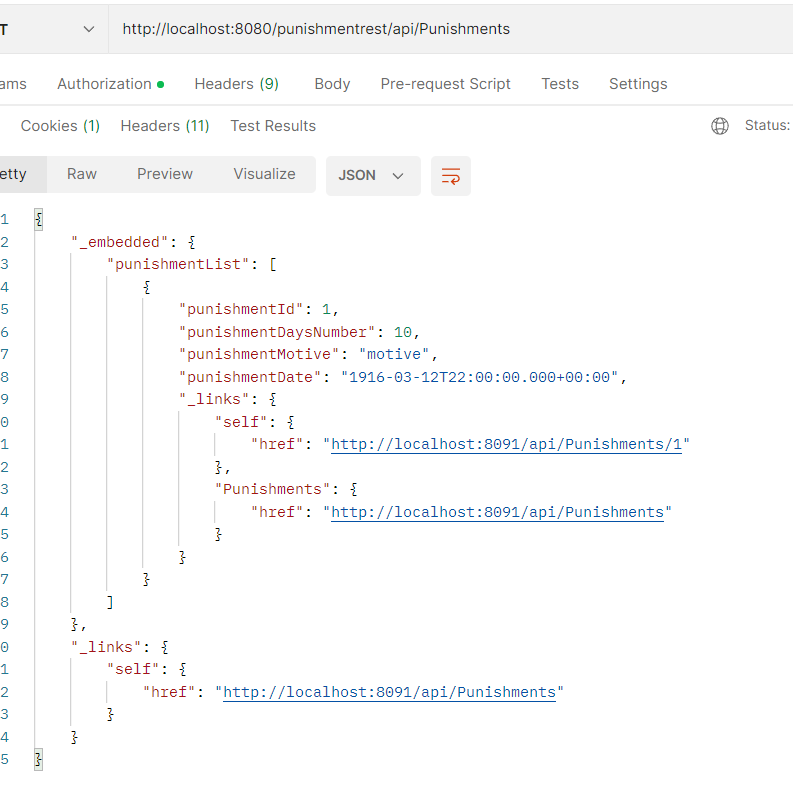 T http://localhost:8080/punishmentrest/api/Punishments
ams Authorization Headers (9) Body Pre-request Script Tests Settings
Cookies (1) Headers (11) Test Results Status:
etty Raw Preview Visualize JSON
1 {
2 "_embedded": {
3 "punishmentList": [
4 {
5 "punishmentId": 1,
6 "punishmentDaysNumber": 10,
7 "punishmentMotive": "motive",
8 "punishmentDate": "1916-03-12T22:00:00.000+00:00",
9 "_links": {
0 "self": {
1 "href": "http://localhost:8091/api/Punishments/1"
2 },
3 "Punishments": {
4 "href": "http://localhost:8091/api/Punishments"
5 }
6 }
7 }
8 ]
9 },
0 "_links": {
1 "self": {
2 "href": "http://localhost:8091/api/Punishments"
3 }
4 }
5 }